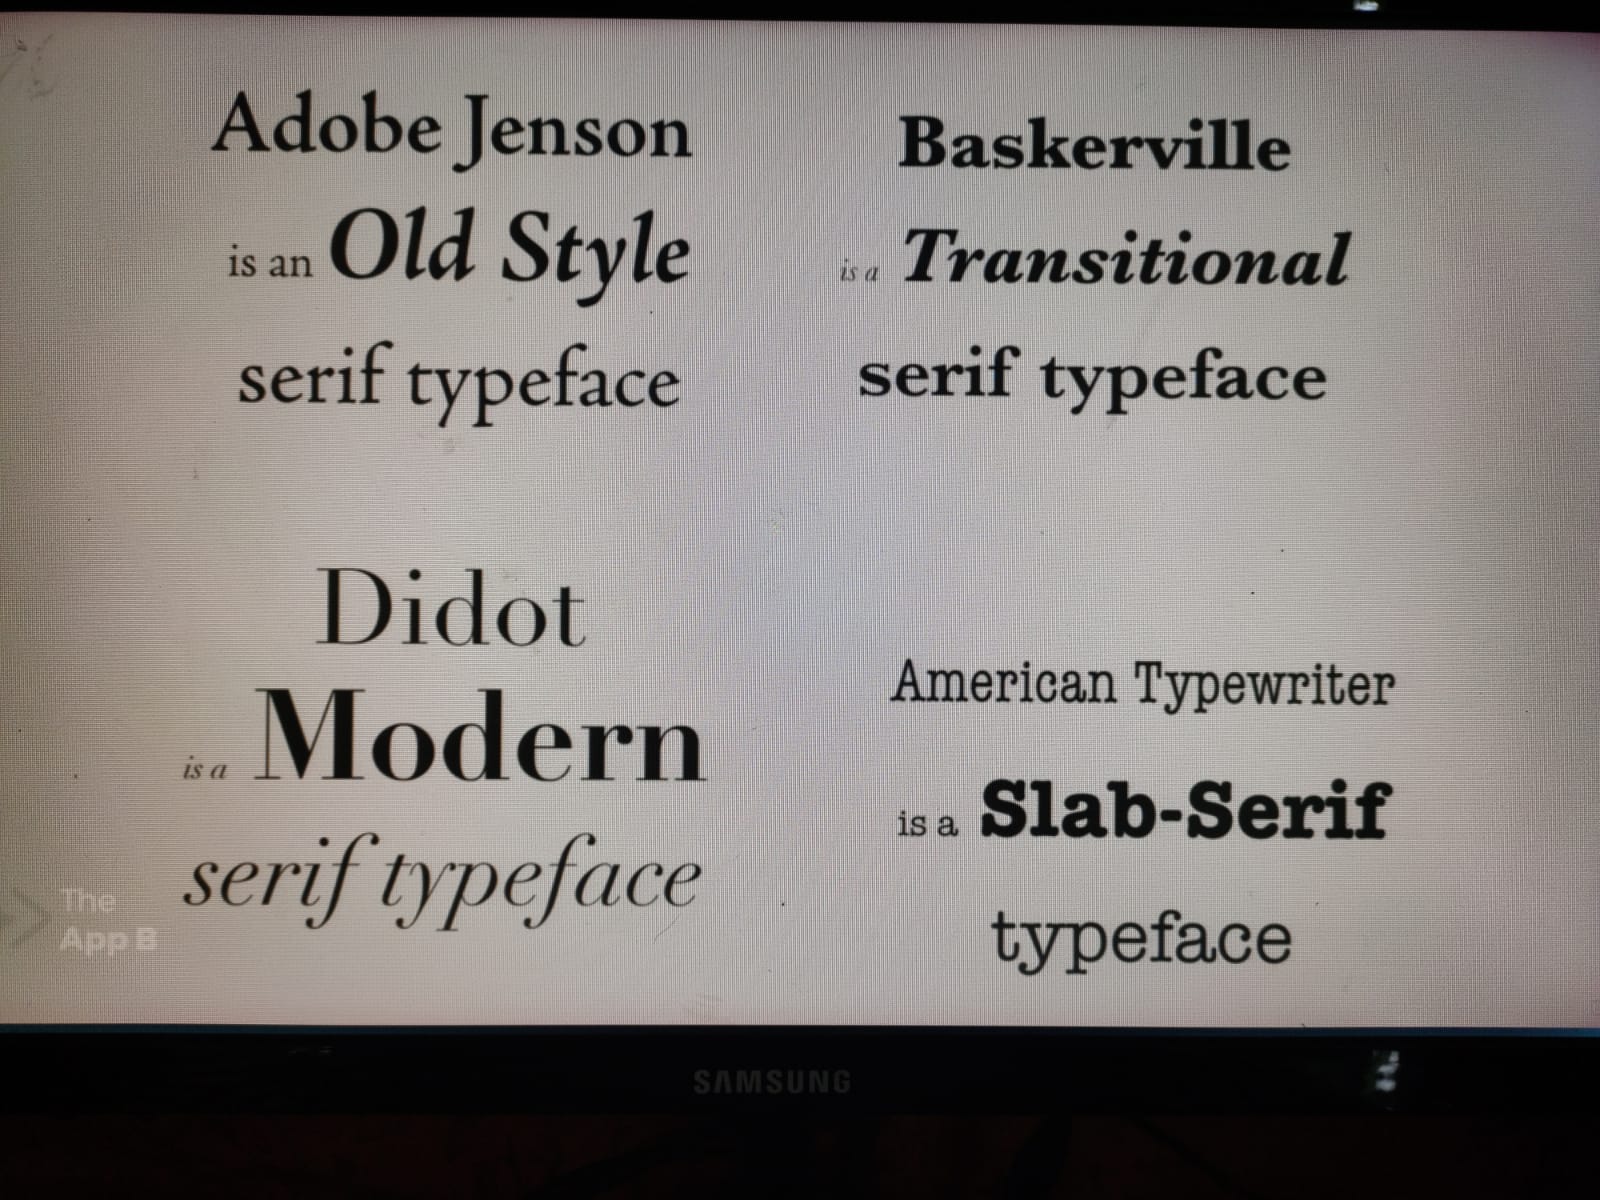 Adobe Jenson
is an Old Style
serif typeface
Baskerville
is a Transitional
serif typeface
Didot
is a Modern
serif typeface
American Typewriter
is a Slab-Serif
typeface
The
App B
SAMSUNG